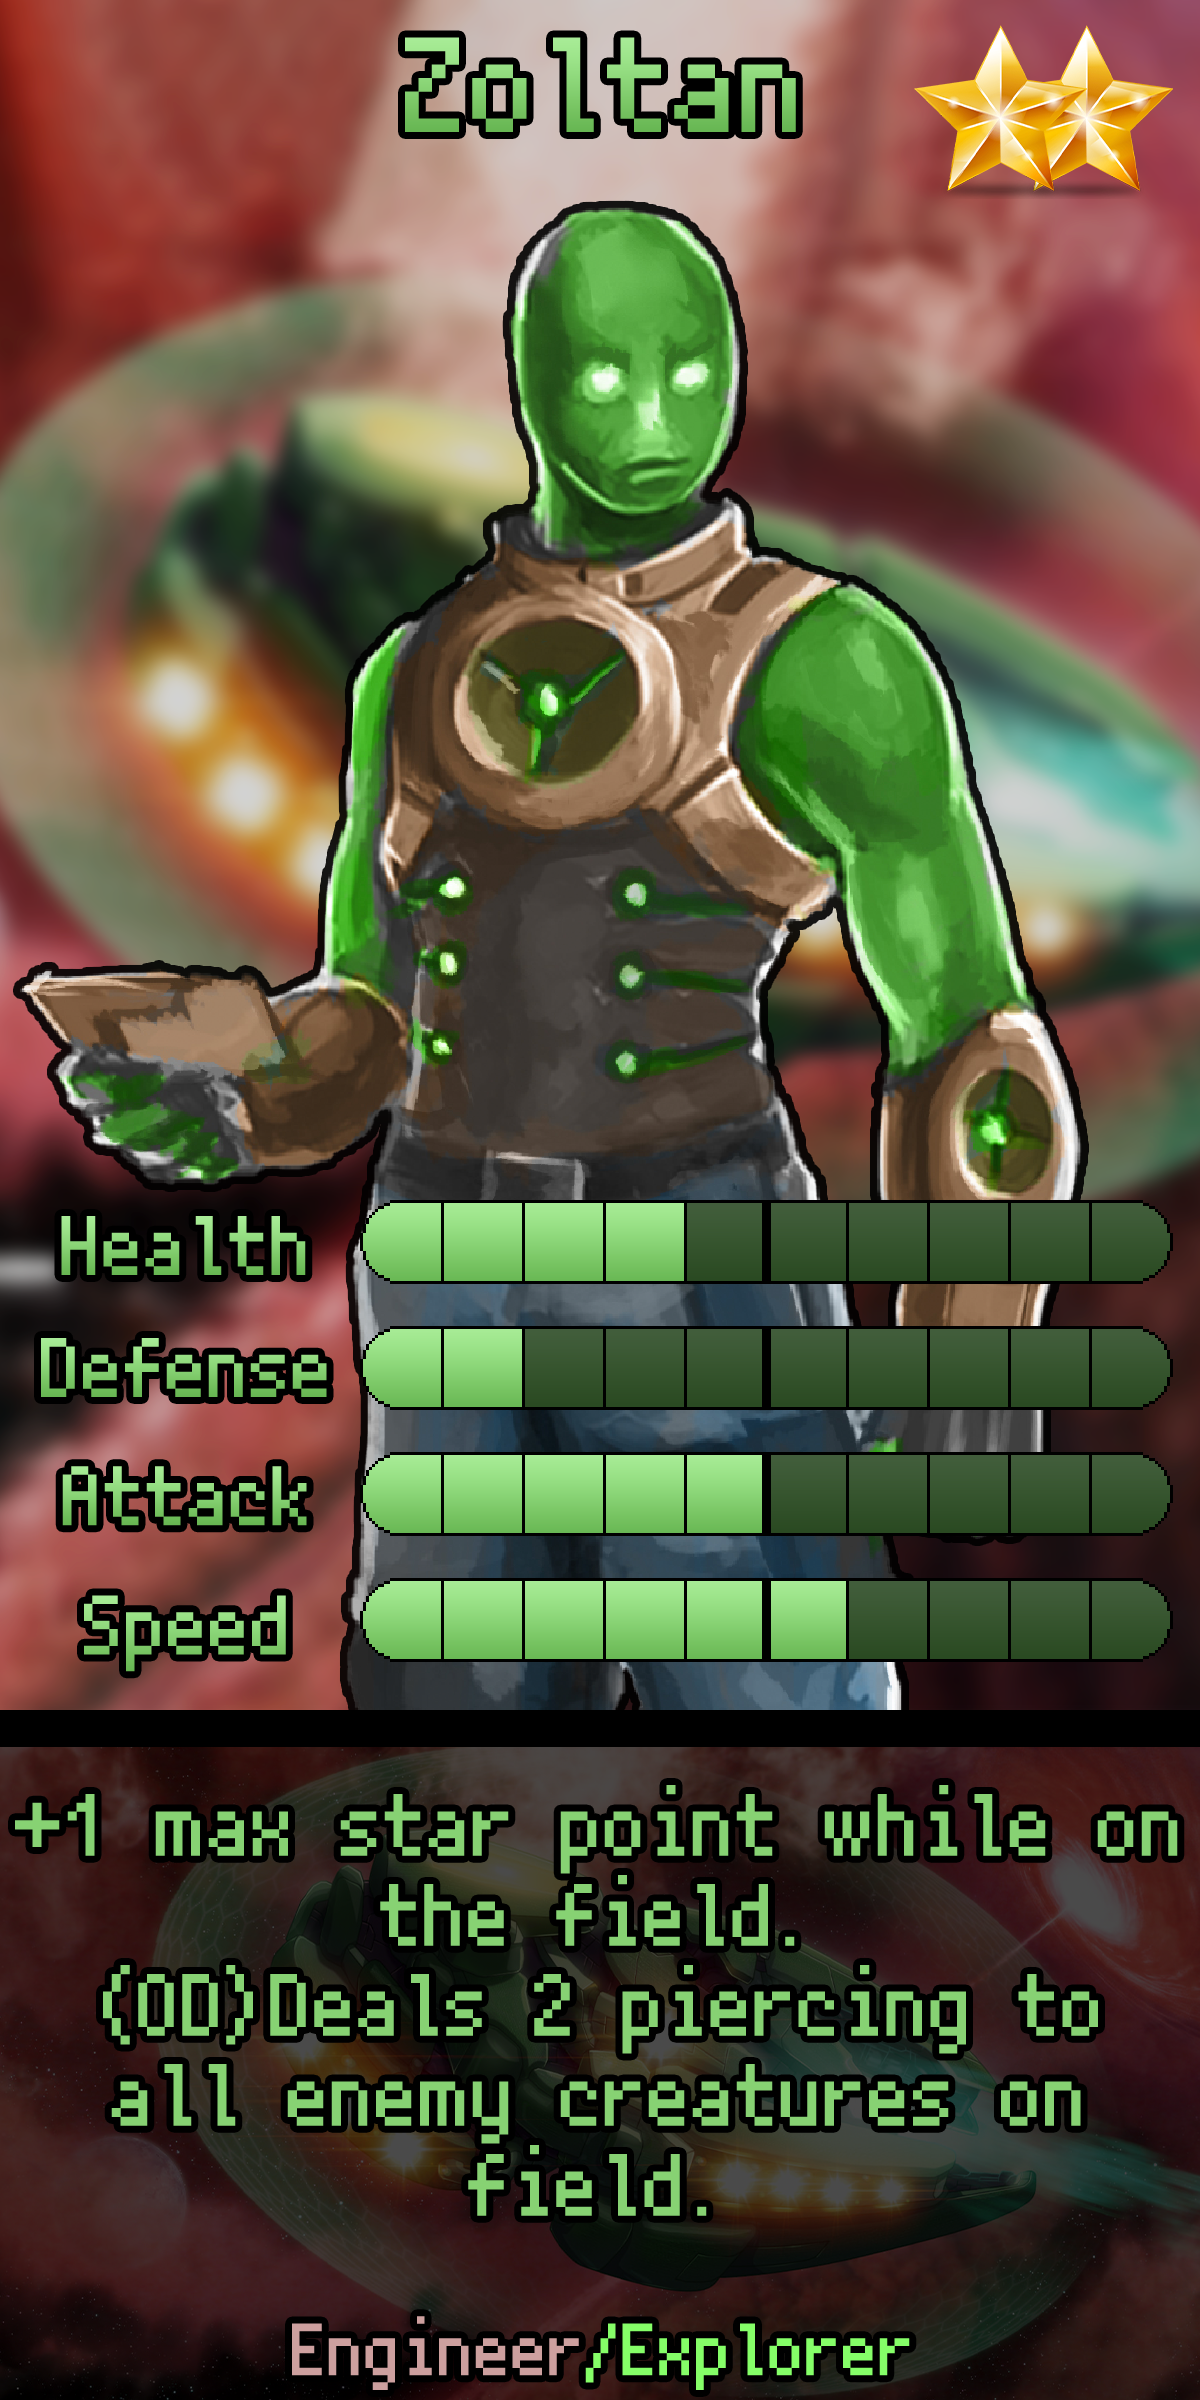 Zoltan
Health
Defense
Attack
Speed
+1 max star point while on
the field.
(OD)Deals 2 piercing to
all enemy creatures on
field.
Engineer/Explorer